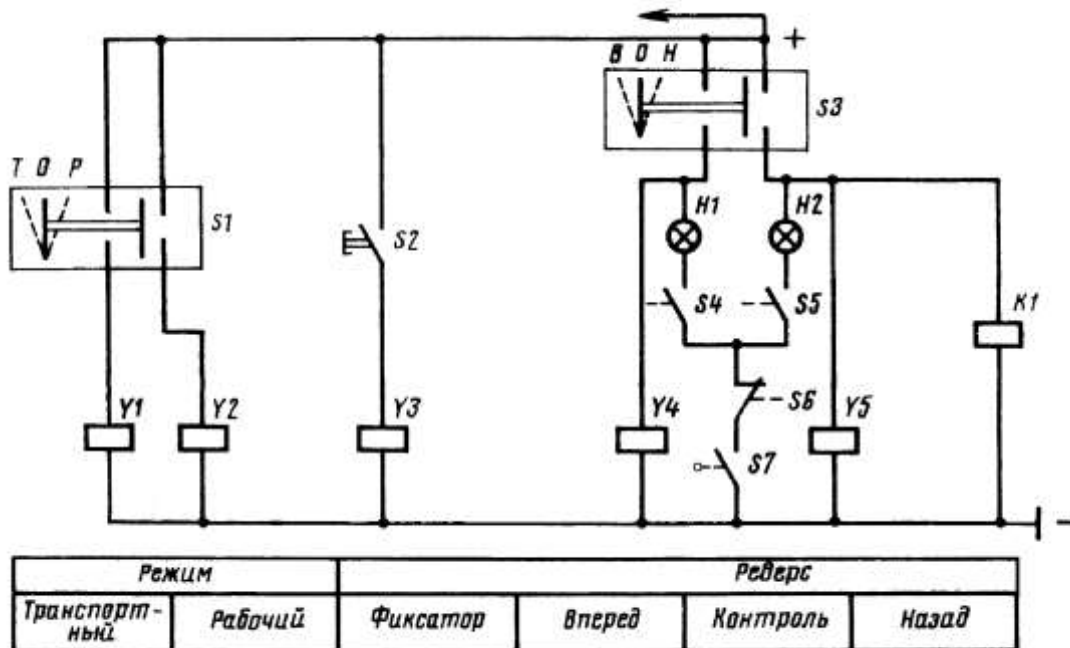 +
В О Н
S3
Т О Р
S1
S2
H1
H2
S4
S5
K1
Y1
Y2
Y3
Y4
S6
Y5
S7
-
Режим
Реверс
Транспорт-
ный
Рабочий
Фиксатор
Вперед
Контроль
Назад